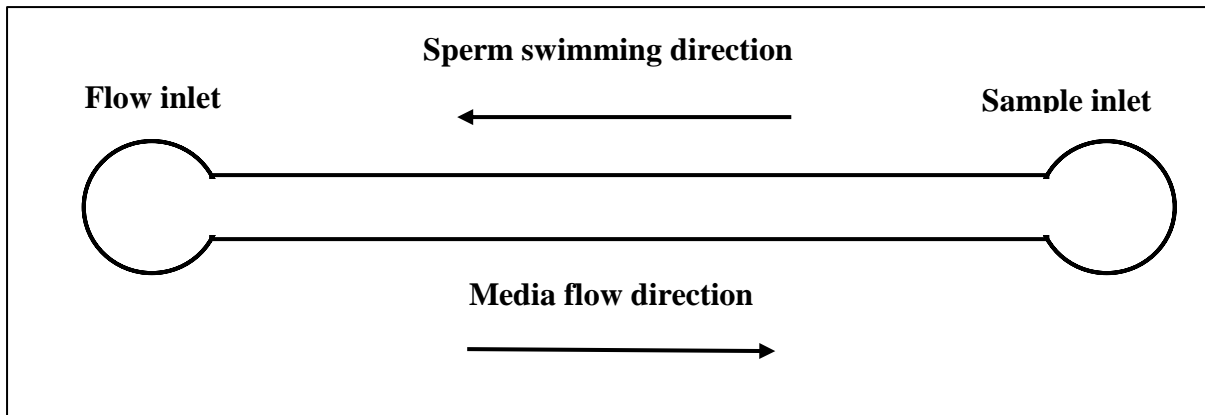 Sperm swimming direction
Flow inlet
Sample inlet
Media flow direction